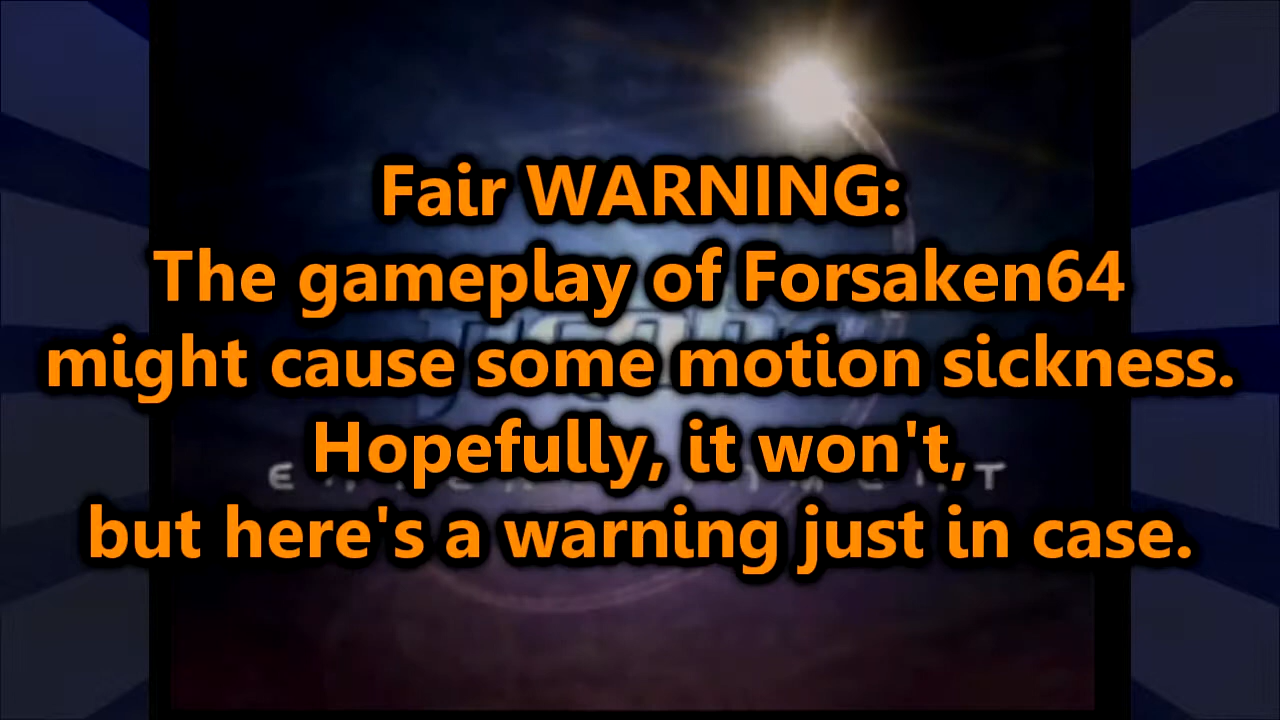 Fair WARNING:
The gameplay of Forsaken64
might cause some motion sickness.
Hopefully, it won't,
but here's a warning just in case.